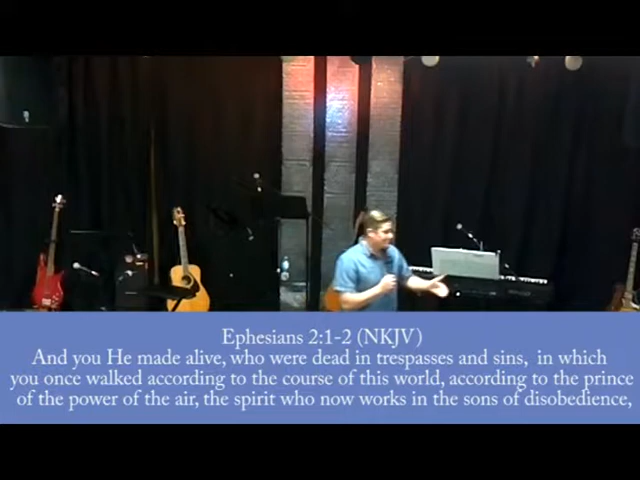 Ephesians 2:1-2 (NKJV)
And you He made alive, who were dead in trespasses and sins, in which
you once walked according to the course of this world, according to the prince
of the power of the air, the spirit who now works in the sons of disobedience,